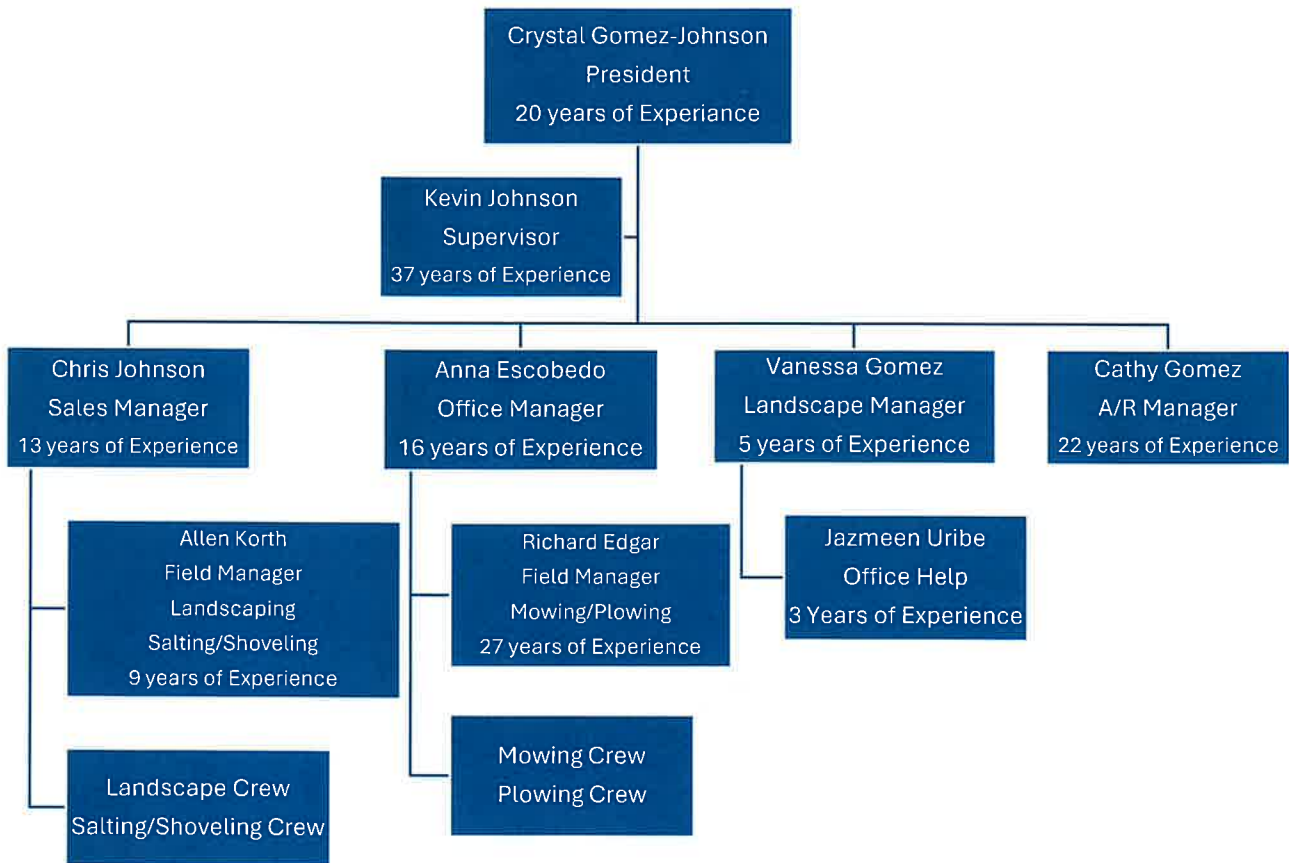 Crystal Gomez-Johnson
President
20 years of Experiance
Kevin Johnson
Supervisor
37 years of Experience
Chris Johnson
Sales Manager
13 years of Experience
Anna Escobedo
Office Manager
16 years of Experience
Vanessa Gomez
Landscape Manager
5 years of Experience
Cathy Gomez
A/R Manager
22 years of Experience
Allen Korth
Field Manager
Landscaping
Salting/Shoveling
9 years of Experience
Richard Edgar
Field Manager
Mowing/Plowing
27 years of Experience
Jazmeen Uribe
Office Help
3 Years of Experience
Landscape Crew
Salting/Shoveling Crew
Mowing Crew
Plowing Crew